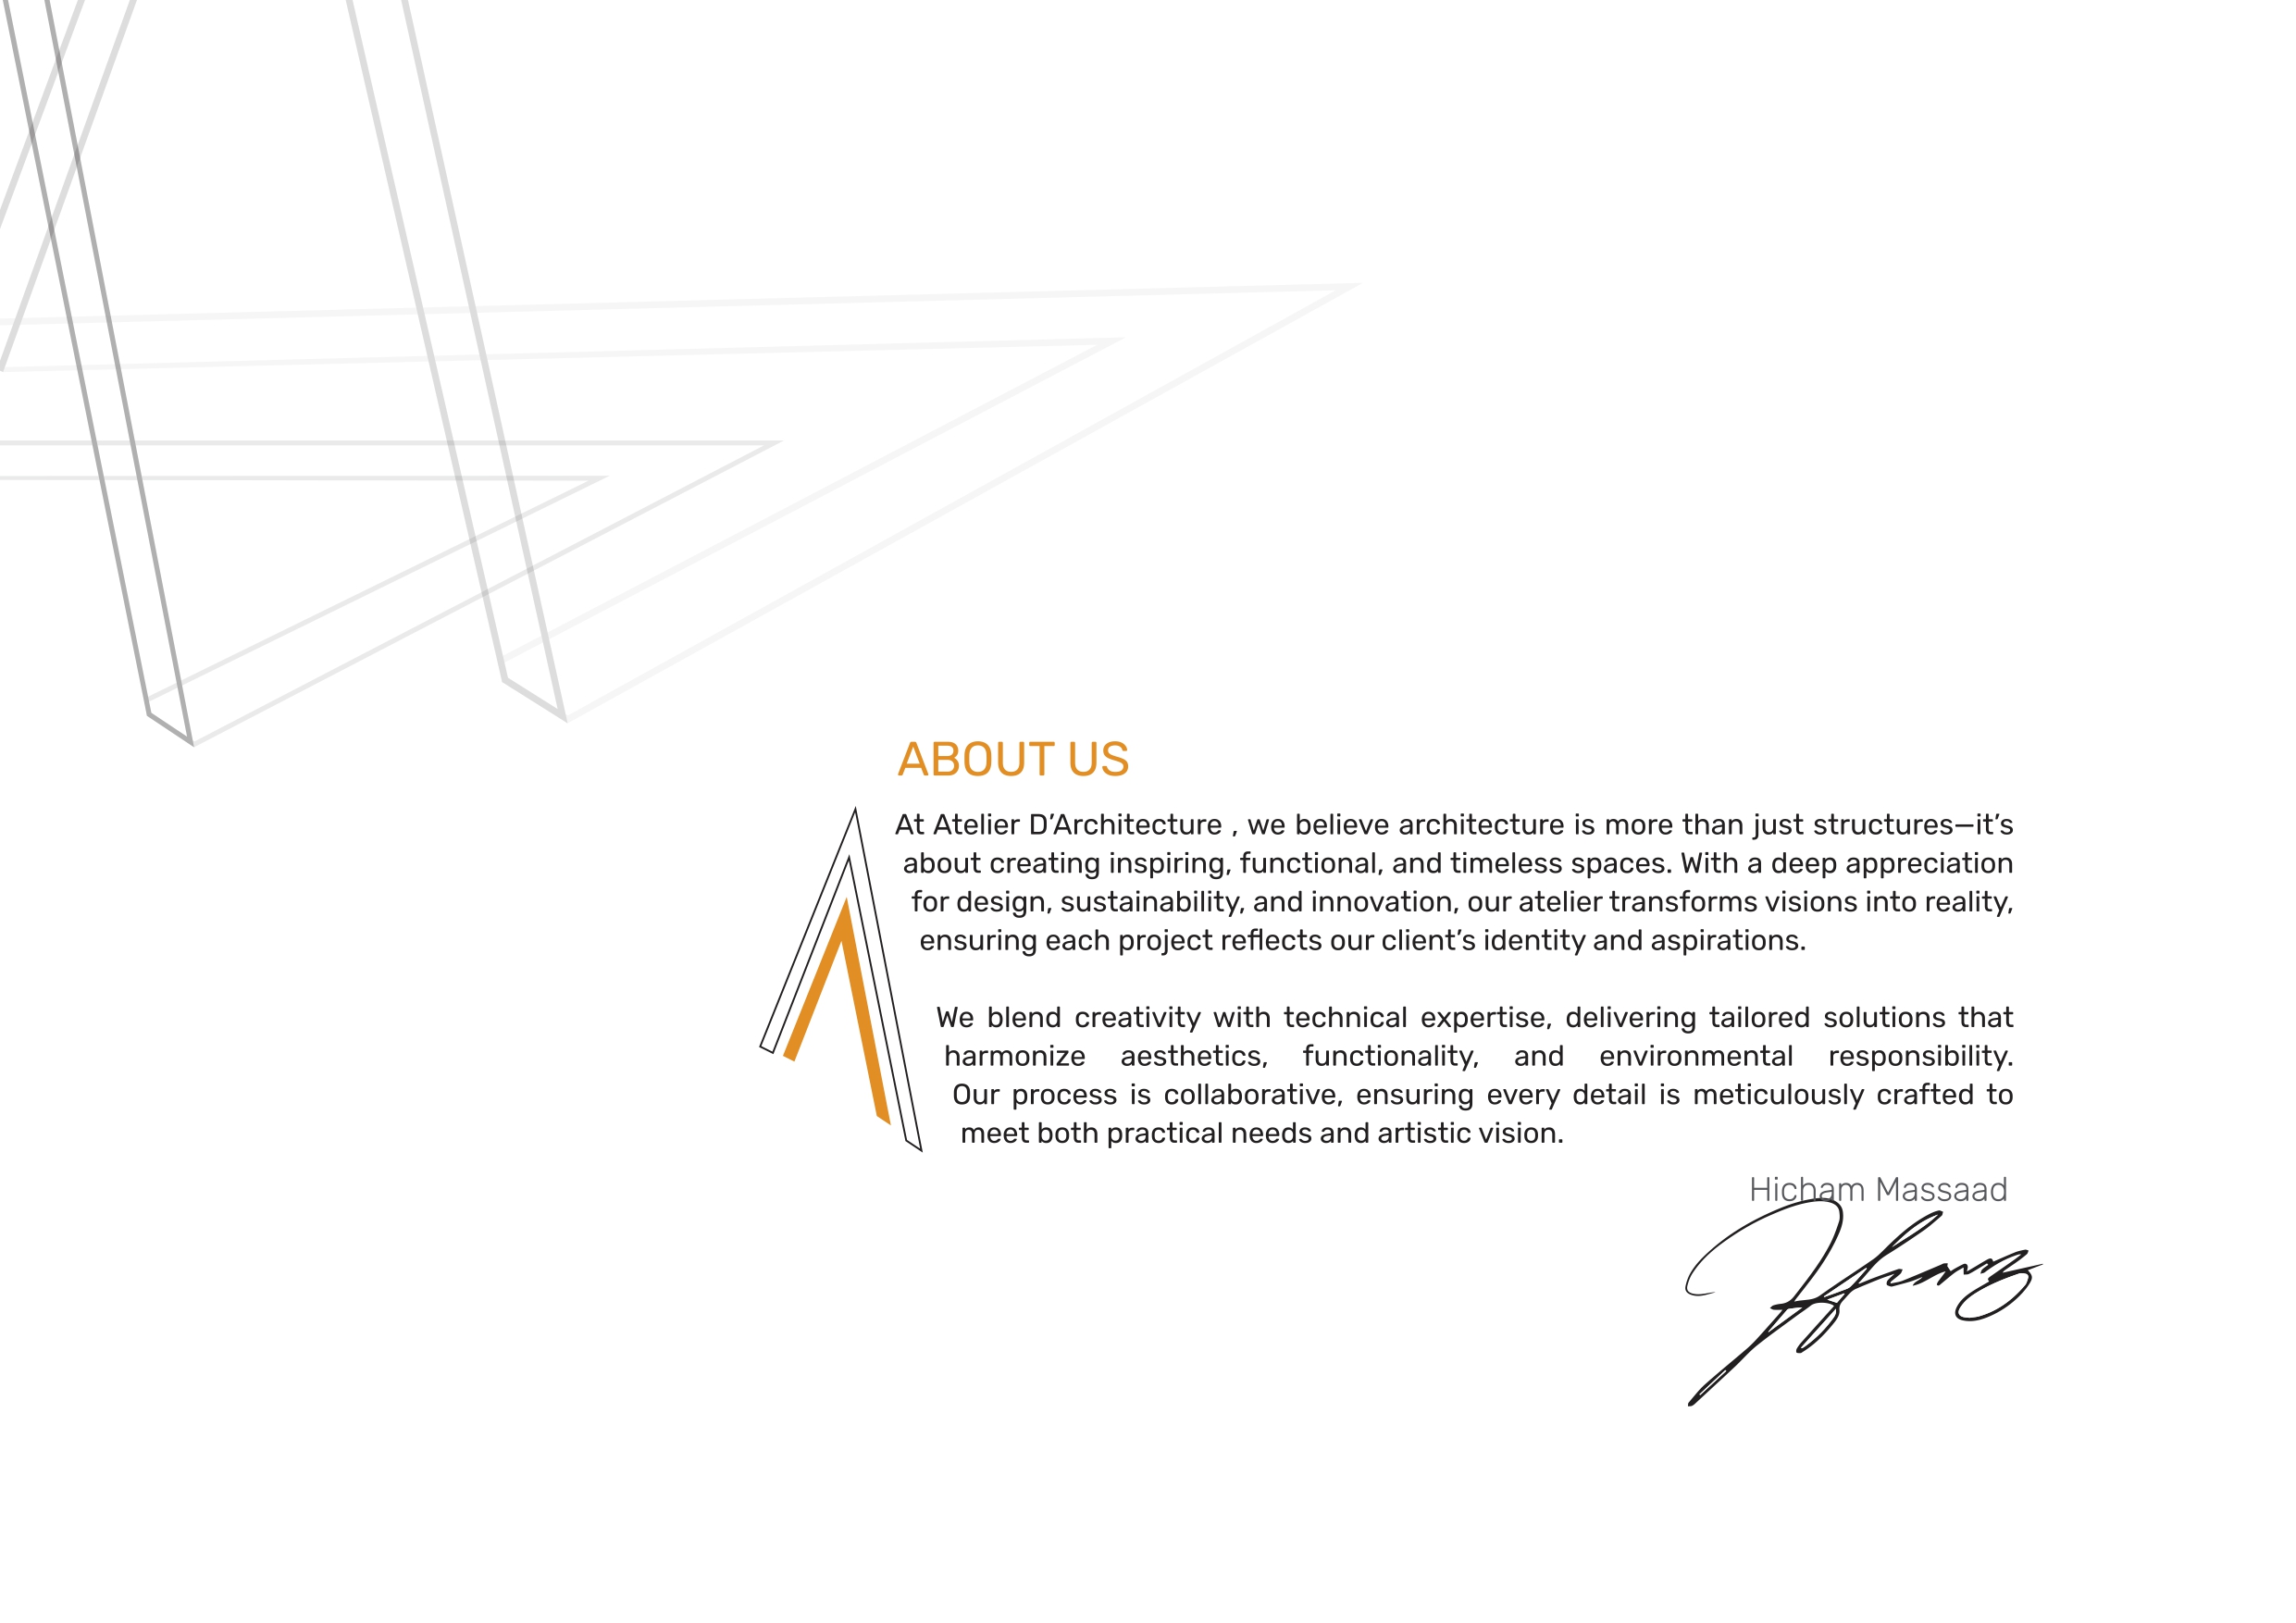 ABOUT US
At Atelier D’Architecture , we believe architecture is more than just structures—it’s
about creating inspiring, functional, and timeless spaces. With a deep appreciation
for design, sustainability, and innovation, our atelier transforms visions into reality,
ensuring each project reflects our client’s identity and aspirations.
We blend creativity with technical expertise, delivering tailored solutions that
harmonize aesthetics, functionality, and environmental responsibility.
Our process is collaborative, ensuring every detail is meticulously crafted to
meet both practical needs and artistic vision.
Hicham Massaad